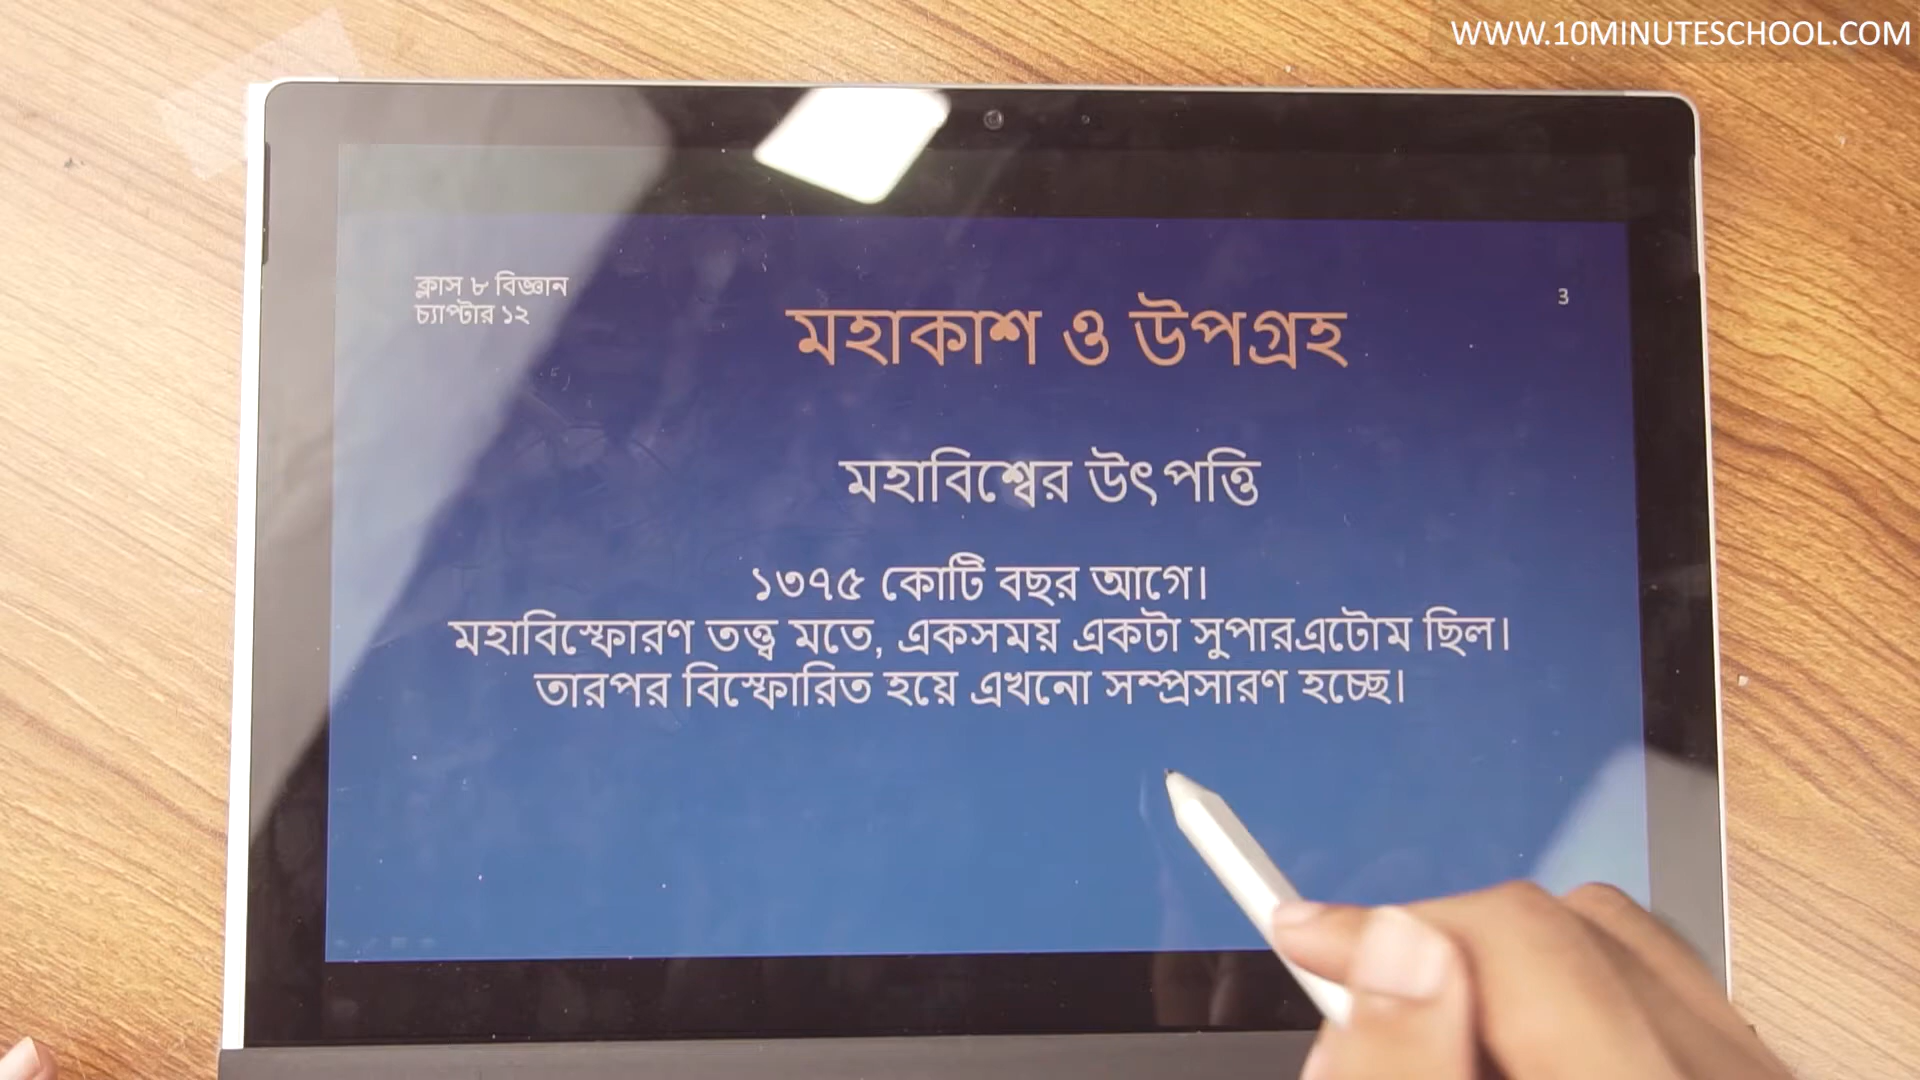 WWW.10MINUTESCHOOL.COM
ক্লাস ৮ বিজ্ঞান
চ্যাপ্টার ১২
3
মহাকাশ ও উপগ্রহ
মহাবিশ্বের উৎপত্তি
১৩৭৫ কোটি বছর আগে।
মহাবিস্ফোরণ তত্ত্ব মতে, একসময় একটা সুপারএটোম ছিল।
তারপর বিস্ফোরিত হয়ে এখনো সম্প্রসারণ হচ্ছে।